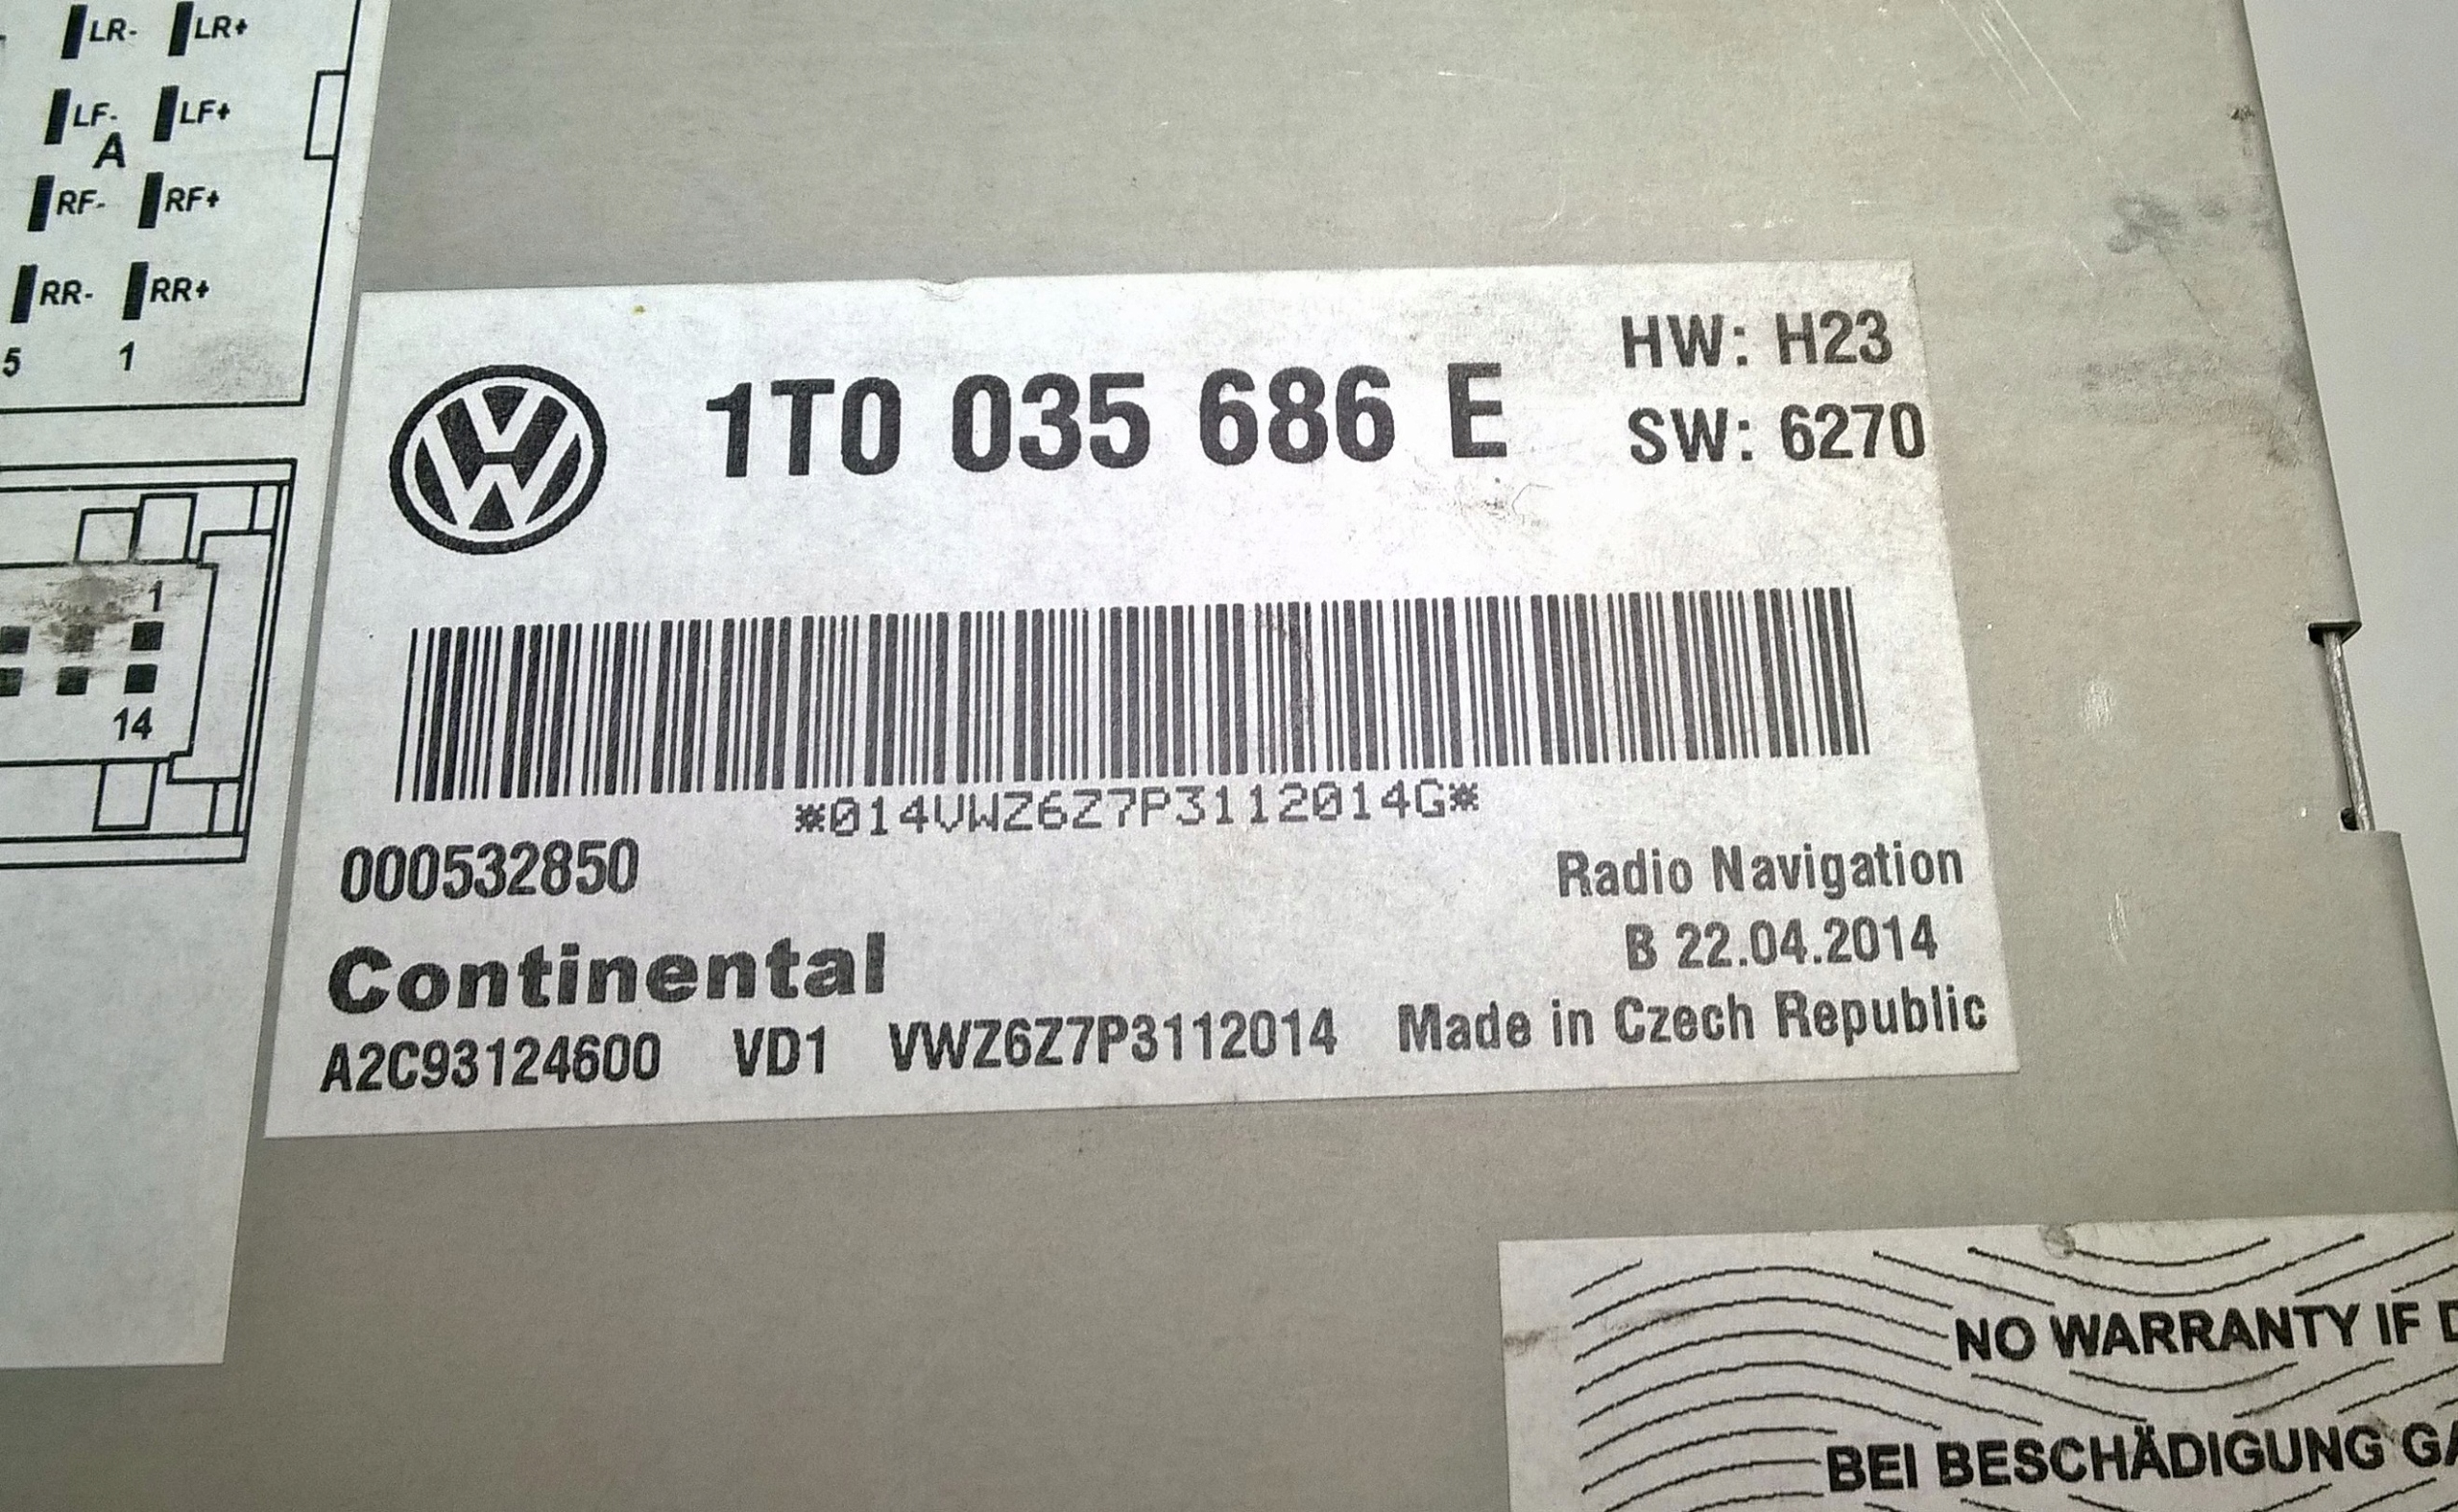 LR- LR+
LF- LF+
A
RF- RF+
RR- RR+
5 1
1
14
1T0 035 686 E
HW: H23
SW: 6270
*014VWZ6Z7P3112014G*
000532850
Radio Navigation
Continental
B 22.04.2014
A2C93124600 VD1 VWZ6Z7P3112014 Made in Czech Republic
NO WARRANTY IF
BEI BESCHÄDIGUNG